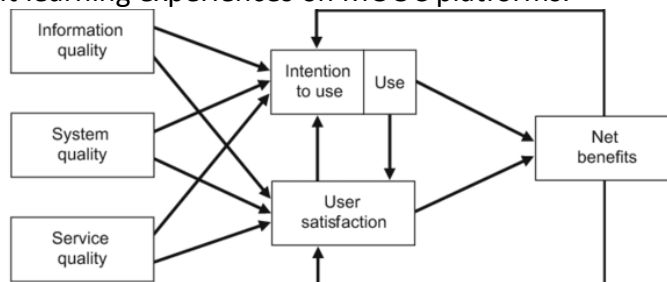 learning experiences on MOOC platforms.
Information
quality
Intention
to use
Use
System
quality
Net
benefits
User
satisfaction
Service
quality